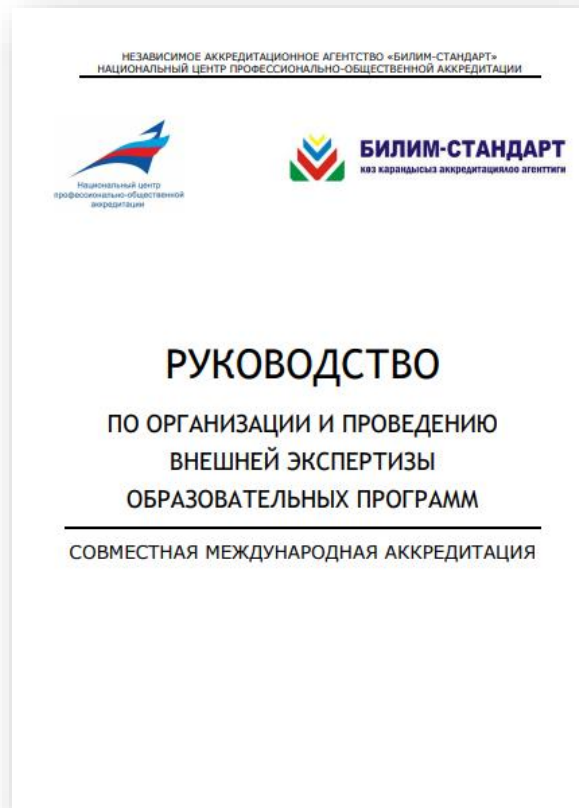 НЕЗАВИСИМОЕ АККРЕДИТАЦИОННОЕ АГЕНТСТВО «БИЛИМ-СТАНДАРТ»
НАЦИОНАЛЬНЫЙ ЦЕНТР ПРОФЕССИОНАЛЬНО-ОБЩЕСТВЕННОЙ АККРЕДИТАЦИИ
Национальный центр
профессионально-общественной
аккредитации
БИЛИМ-СТАНДАРТ
көз карандысыз аккредитациялоо агенттиги
РУКОВОДСТВО
ПО ОРГАНИЗАЦИИ И ПРОВЕДЕНИЮ
ВНЕШНЕЙ ЭКСПЕРТИЗЫ
ОБРАЗОВАТЕЛЬНЫХ ПРОГРАММ
СОВМЕСТНАЯ МЕЖДУНАРОДНАЯ АККРЕДИТАЦИЯ